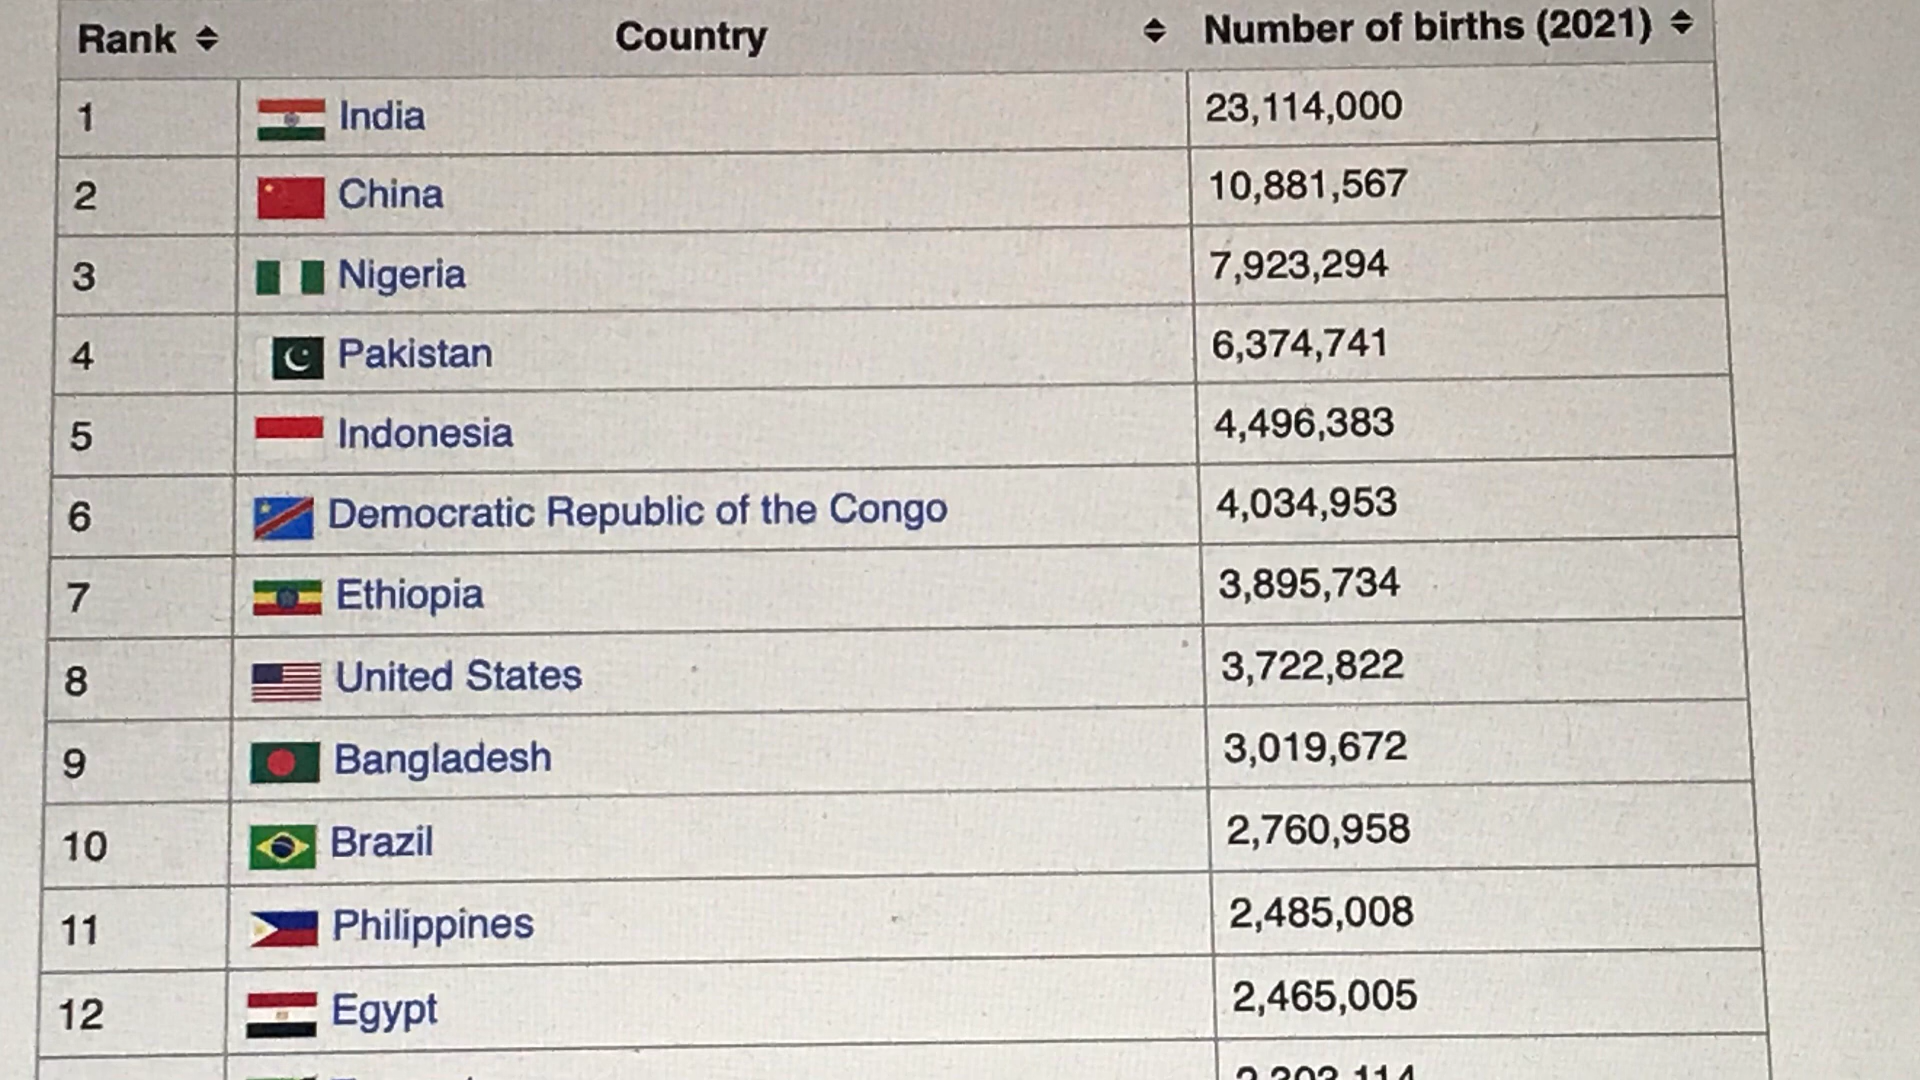 Rank Country Number of births (2021)
1 India 23,114,000
2 China 10,881,567
3 Nigeria 7,923,294
4 Pakistan 6,374,741
5 Indonesia 4,496,383
6 Democratic Republic of the Congo 4,034,953
7 Ethiopia 3,895,734
8 United States 3,722,822
9 Bangladesh 3,019,672
10 Brazil 2,760,958
11 Philippines 2,485,008
12 Egypt 2,465,005